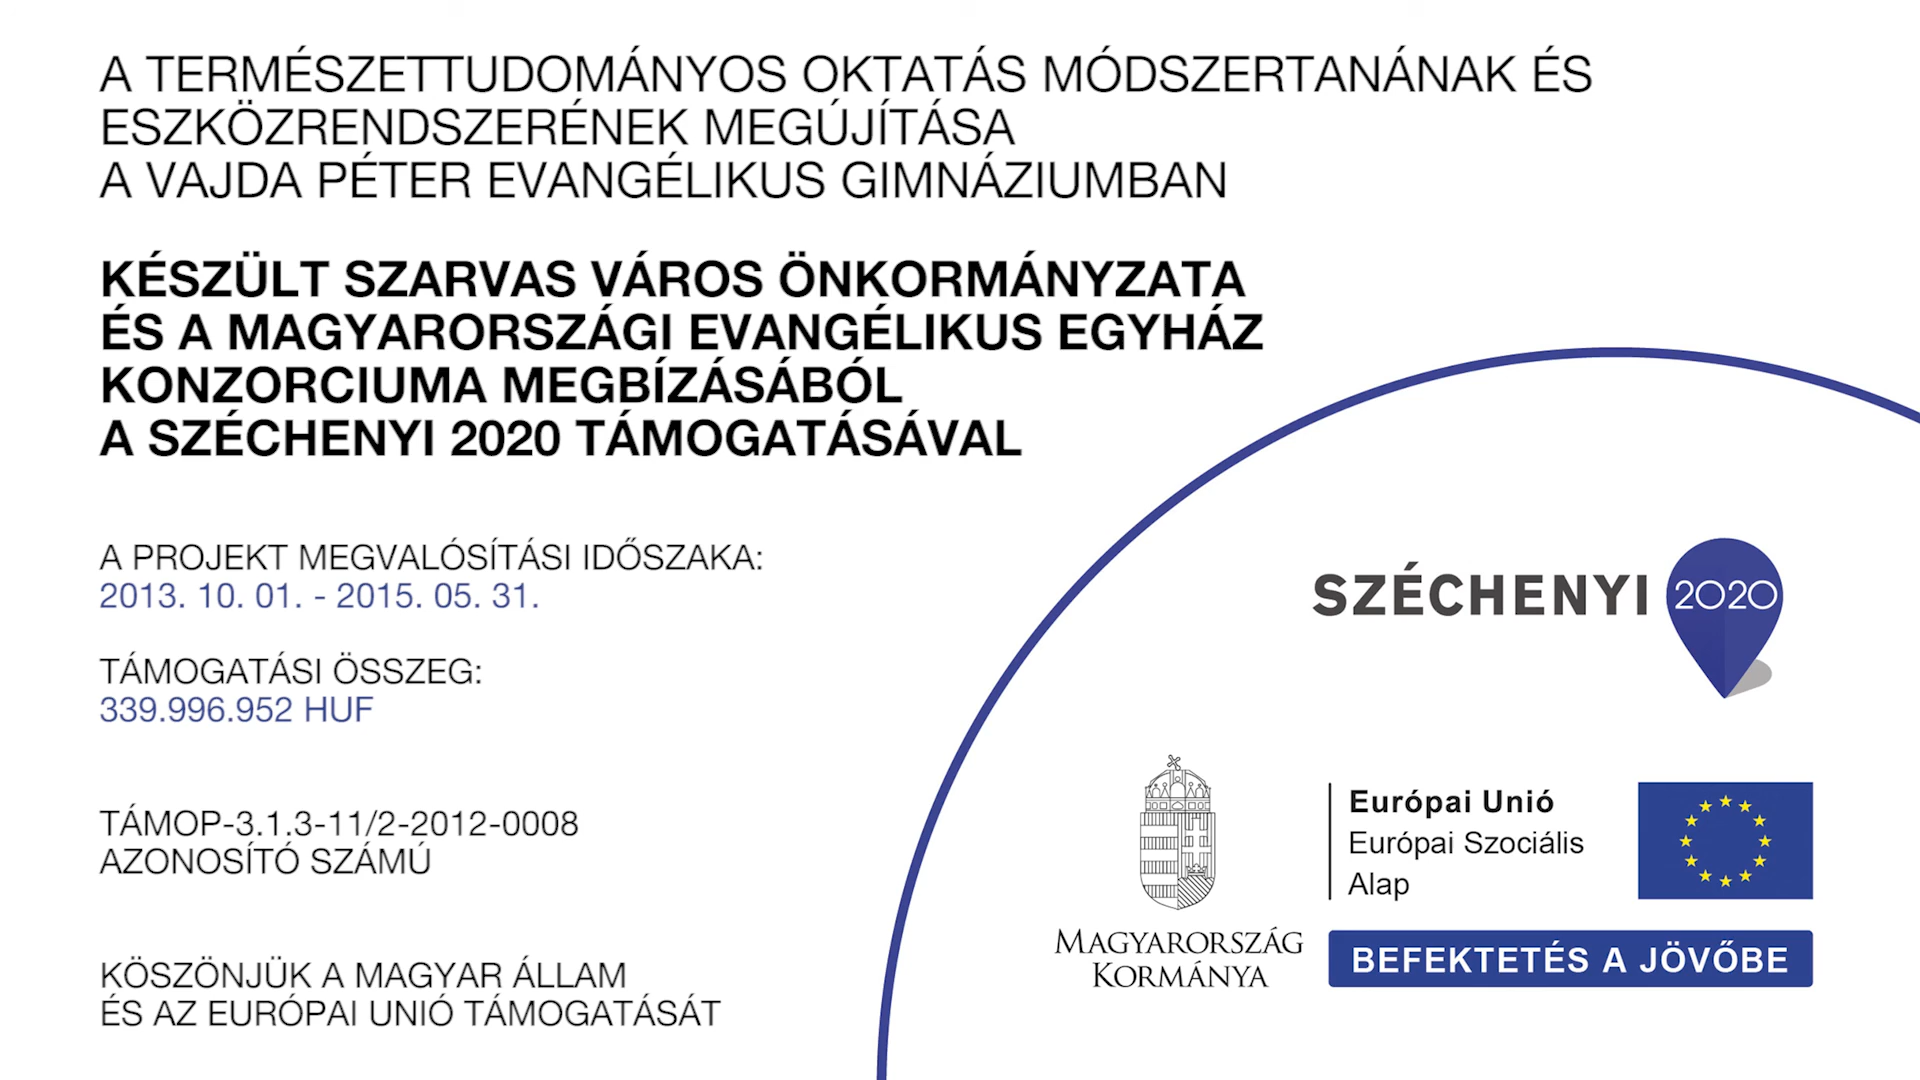 A TERMÉSZETTUDOMÁNYOS OKTATÁS MÓDSZERTANÁNAK ÉS
ESZKÖZRENDSZERÉNEK MEGÚJÍTÁSA
A VAJDA PÉTER EVANGÉLIKUS GIMNÁZIUMBAN
KÉSZÜLT SZARVAS VÁROS ÖNKORMÁNYZATA
ÉS A MAGYARORSZÁGI EVANGÉLIKUS EGYHÁZ
KONZORCIUMA MEGBÍZÁSÁBÓL
A SZÉCHENYI 2020 TÁMOGATÁSÁVAL
A PROJEKT MEGVALÓSÍTÁSI IDŐSZAKA:
2013. 10. 01. - 2015. 05. 31.
TÁMOGATÁSI ÖSSZEG:
339.996.952 HUF
TÁMOP-3.1.3-11/2-2012-0008
AZONOSÍTÓ SZÁMÚ
KÖSZÖNJÜK A MAGYAR ÁLLAM
ÉS AZ EURÓPAI UNIÓ TÁMOGATÁSÁT
SZÉCHENYI 2020
MAGYARORSZÁG
KORMÁNYA
Európai Unió
Európai Szociális
Alap
BEFEKTETÉS A JÖVŐBE